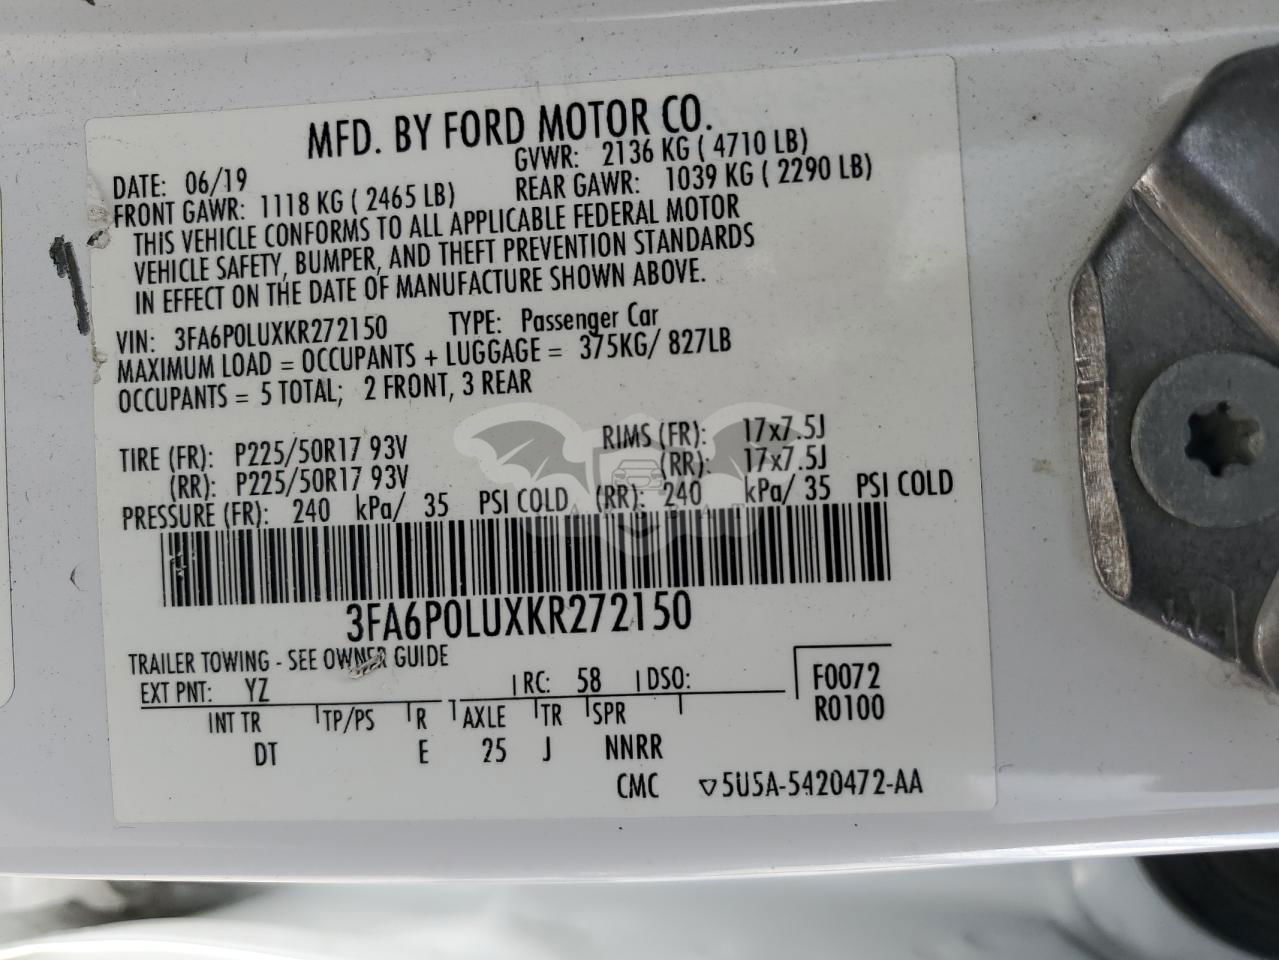 MFD. BY FORD MOTOR CO.
DATE: 06/19 GVWR: 2136 KG ( 4710 LB)
FRONT GAWR: 1118 KG ( 2465 LB) REAR GAWR: 1039 KG ( 2290 LB)
THIS VEHICLE CONFORMS TO ALL APPLICABLE FEDERAL MOTOR
VEHICLE SAFETY, BUMPER, AND THEFT PREVENTION STANDARDS
IN EFFECT ON THE DATE OF MANUFACTURE SHOWN ABOVE.
VIN: 3FA6P0LUXKR272150 TYPE: Passenger Car
MAXIMUM LOAD = OCCUPANTS + LUGGAGE = 375KG/ 827LB
OCCUPANTS = 5 TOTAL; 2 FRONT, 3 REAR
TIRE (FR): P225/50R17 93V RIMS (FR): 17x7.5J
(RR): P225/50R17 93V (RR): 17x7.5J
PRESSURE (FR): 240 kPa/ 35 PSI COLD (RR): 240 kPa/ 35 PSI COLD
3FA6P0LUXKR272150
TRAILER TOWING - SEE OWNER GUIDE
EXT PNT: YZ RC: 58 DSO: F0072
INT TR TP/PS R AXLE TR SPR R0100
DT E 25 J NNRR
CMC ▽5U5A-5420472-AA